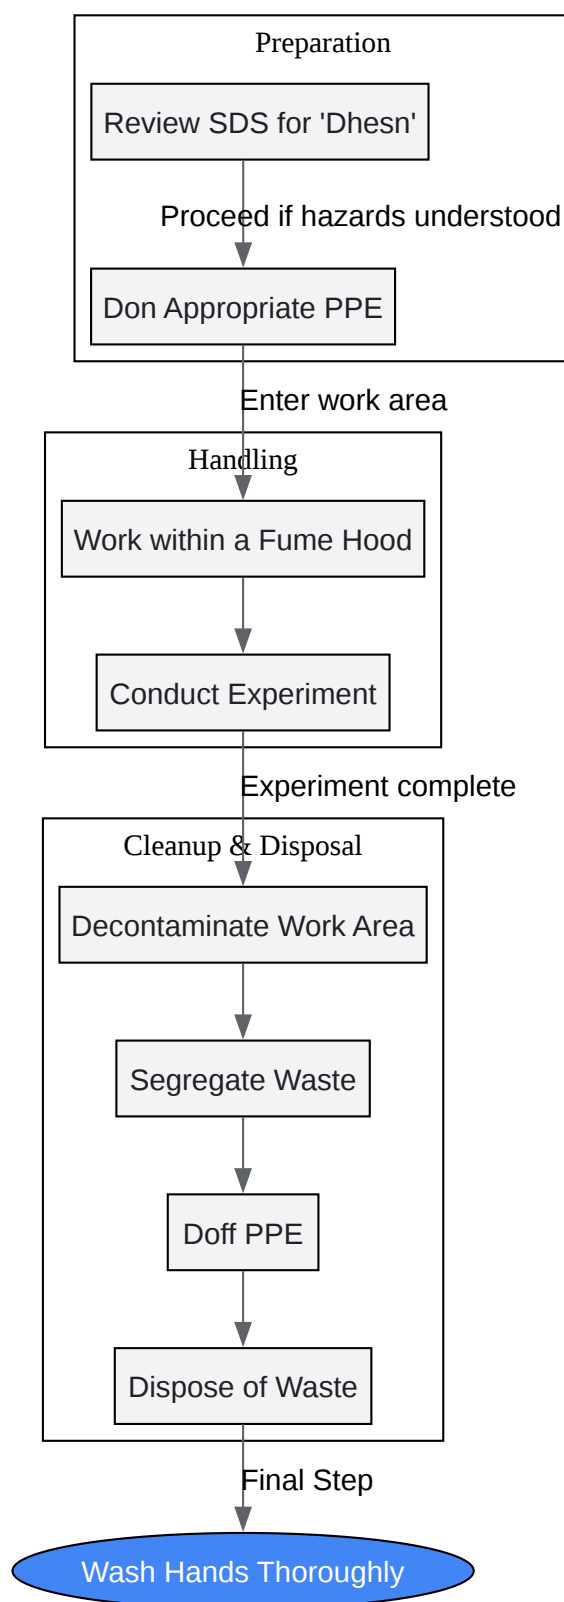 Preparation
Review SDS for 'Dhesn'
Proceed if hazards understood
Don Appropriate PPE
Enter work area
Handling
Work within a Fume Hood
Conduct Experiment
Experiment complete
Cleanup & Disposal
Decontaminate Work Area
Segregate Waste
Doff PPE
Dispose of Waste
Final Step
Wash Hands Thoroughly